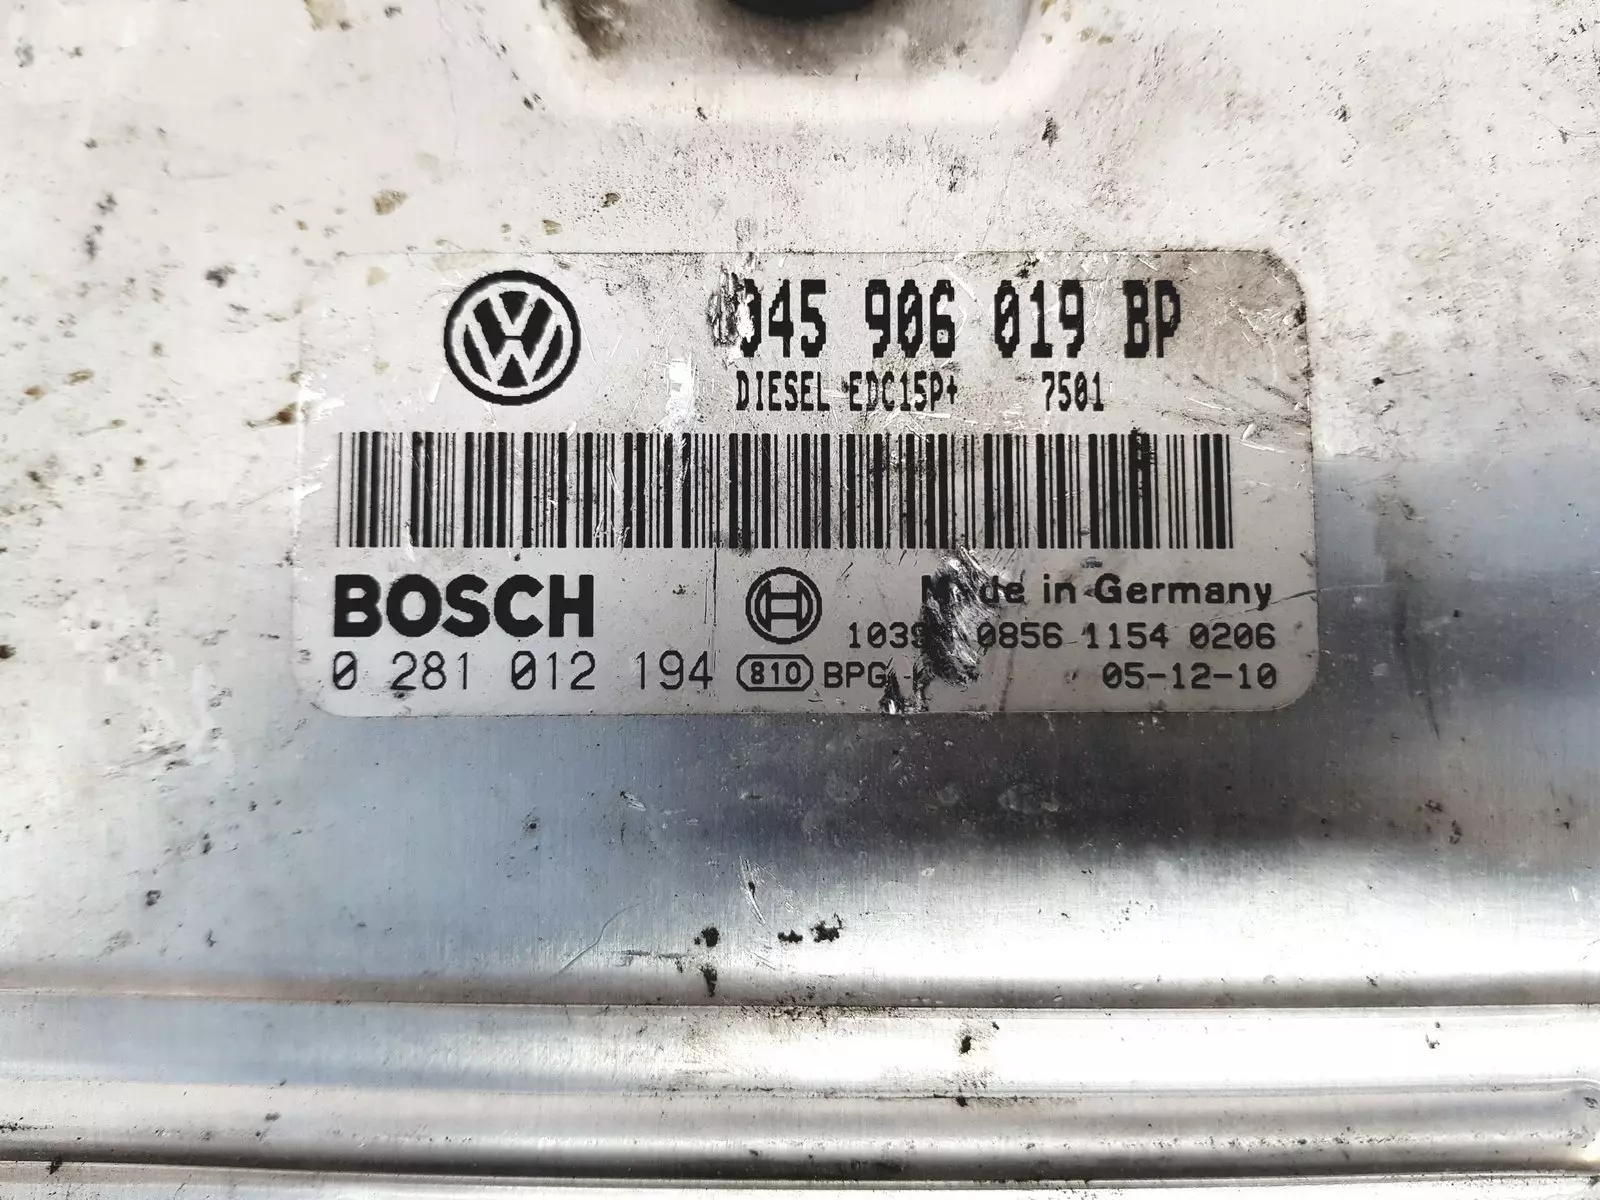 045 906 019 BP
DIESEL EDC15P+ 7501
BOSCH
Made in Germany
0856 1154 0206
0 281 012 194 810 BPG 05-12-10